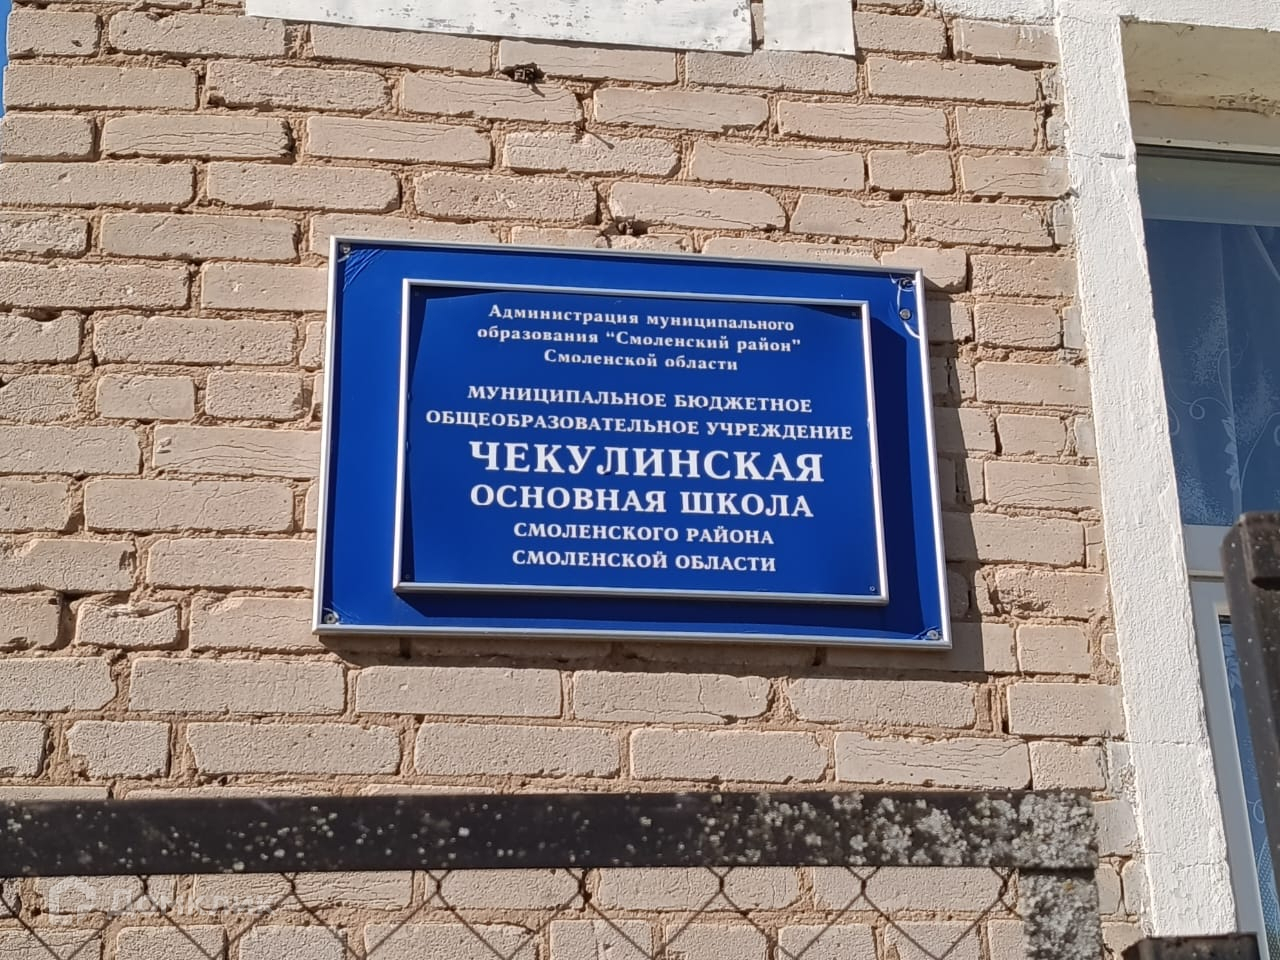 Администрация муниципального
образования "Смоленский район"
Смоленской области
МУНИЦИПАЛЬНОЕ БЮДЖЕТНОЕ
ОБЩЕОБРАЗОВАТЕЛЬНОЕ УЧРЕЖДЕНИЕ
ЧЕКУЛИНСКАЯ
ОСНОВНАЯ ШКОЛА
СМОЛЕНСКОГО РАЙОНА
СМОЛЕНСКОЙ ОБЛАСТИ